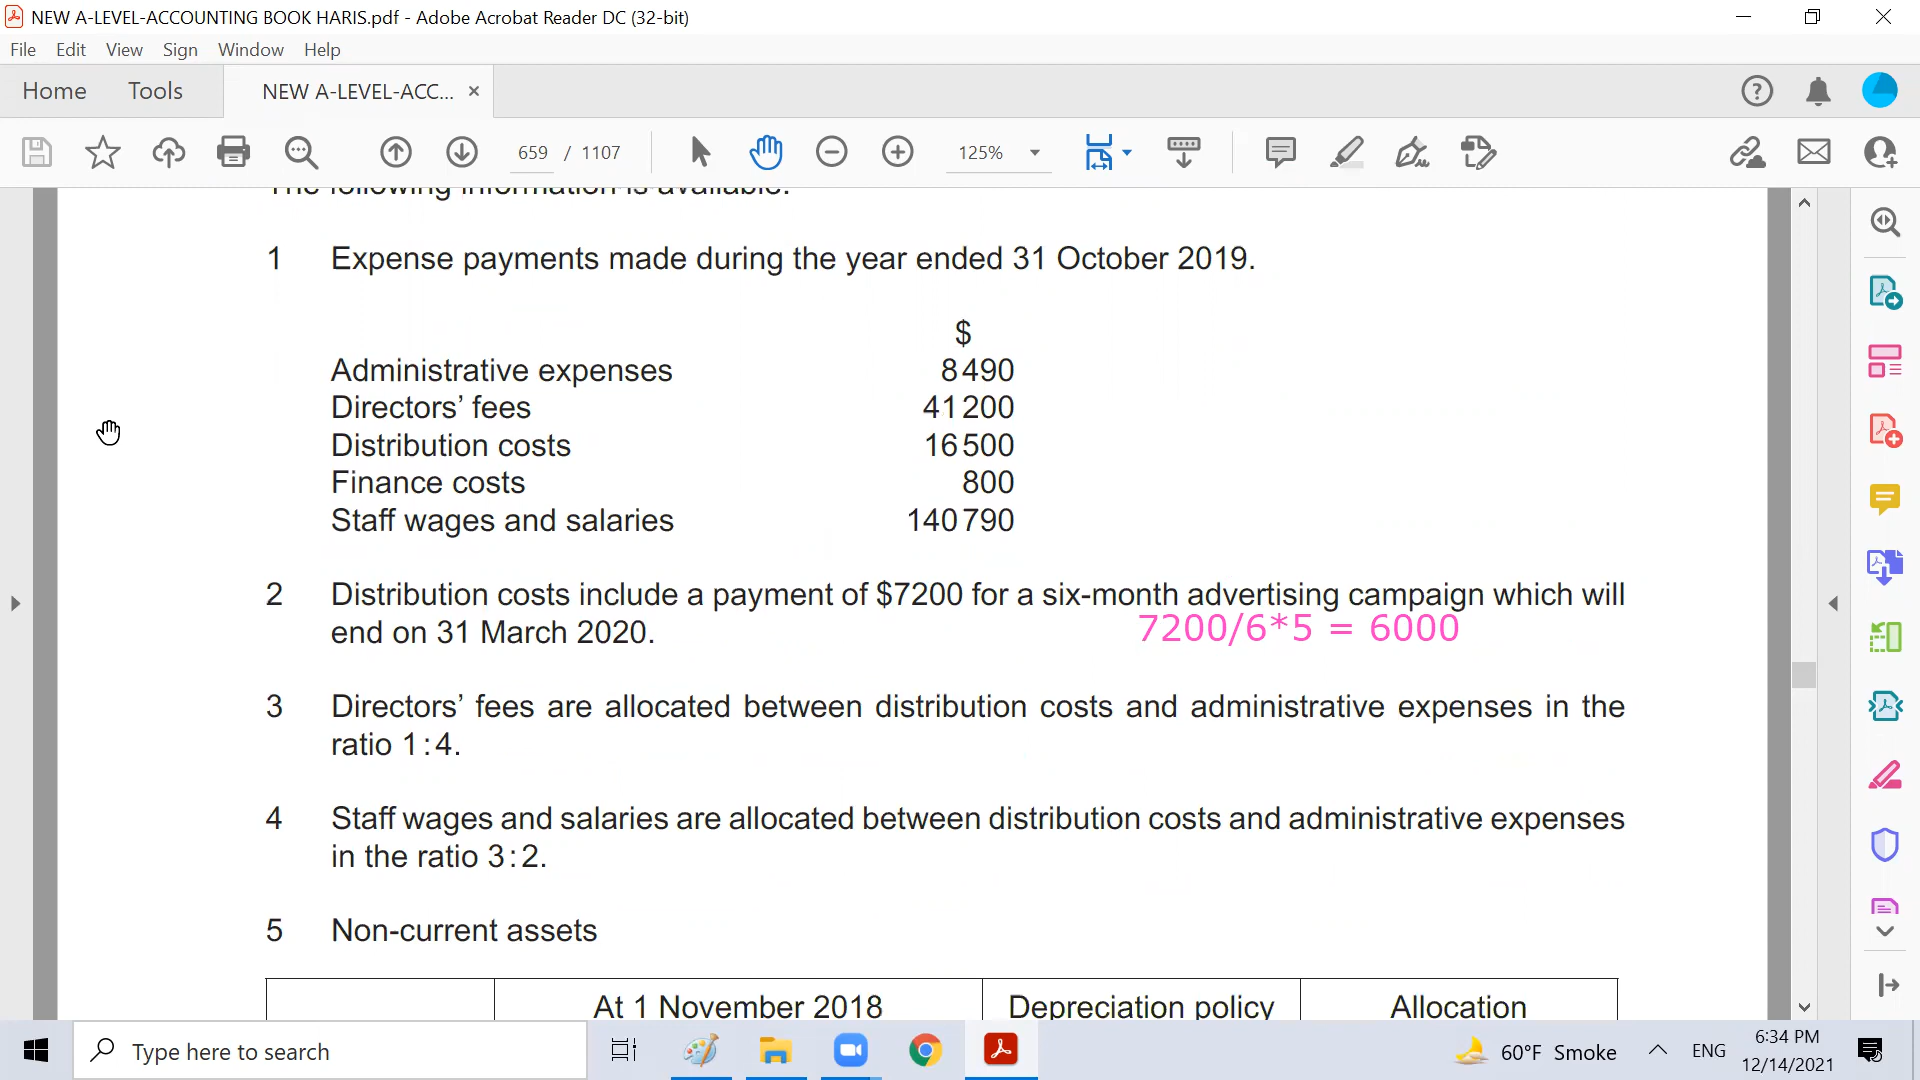 NEW A-LEVEL-ACCOUNTING BOOK HARIS.pdf - Adobe Acrobat Reader DC (32-bit)
File Edit View Sign Window Help
Home Tools NEW A-LEVEL-ACC... ×
659 / 1107 125%
The following information is available.
1 Expense payments made during the year ended 31 October 2019.
$
Administrative expenses 8490
Directors’ fees 41200
Distribution costs 16500
Finance costs 800
Staff wages and salaries 140790
2 Distribution costs include a payment of $7200 for a six-month advertising campaign which will
end on 31 March 2020.
7200/6*5 = 6000
3 Directors’ fees are allocated between distribution costs and administrative expenses in the
ratio 1:4.
4 Staff wages and salaries are allocated between distribution costs and administrative expenses
in the ratio 3:2.
5 Non-current assets
At 1 November 2018 Depreciation policy Allocation
Type here to search
60°F Smoke ENG 6:34 PM
12/14/2021